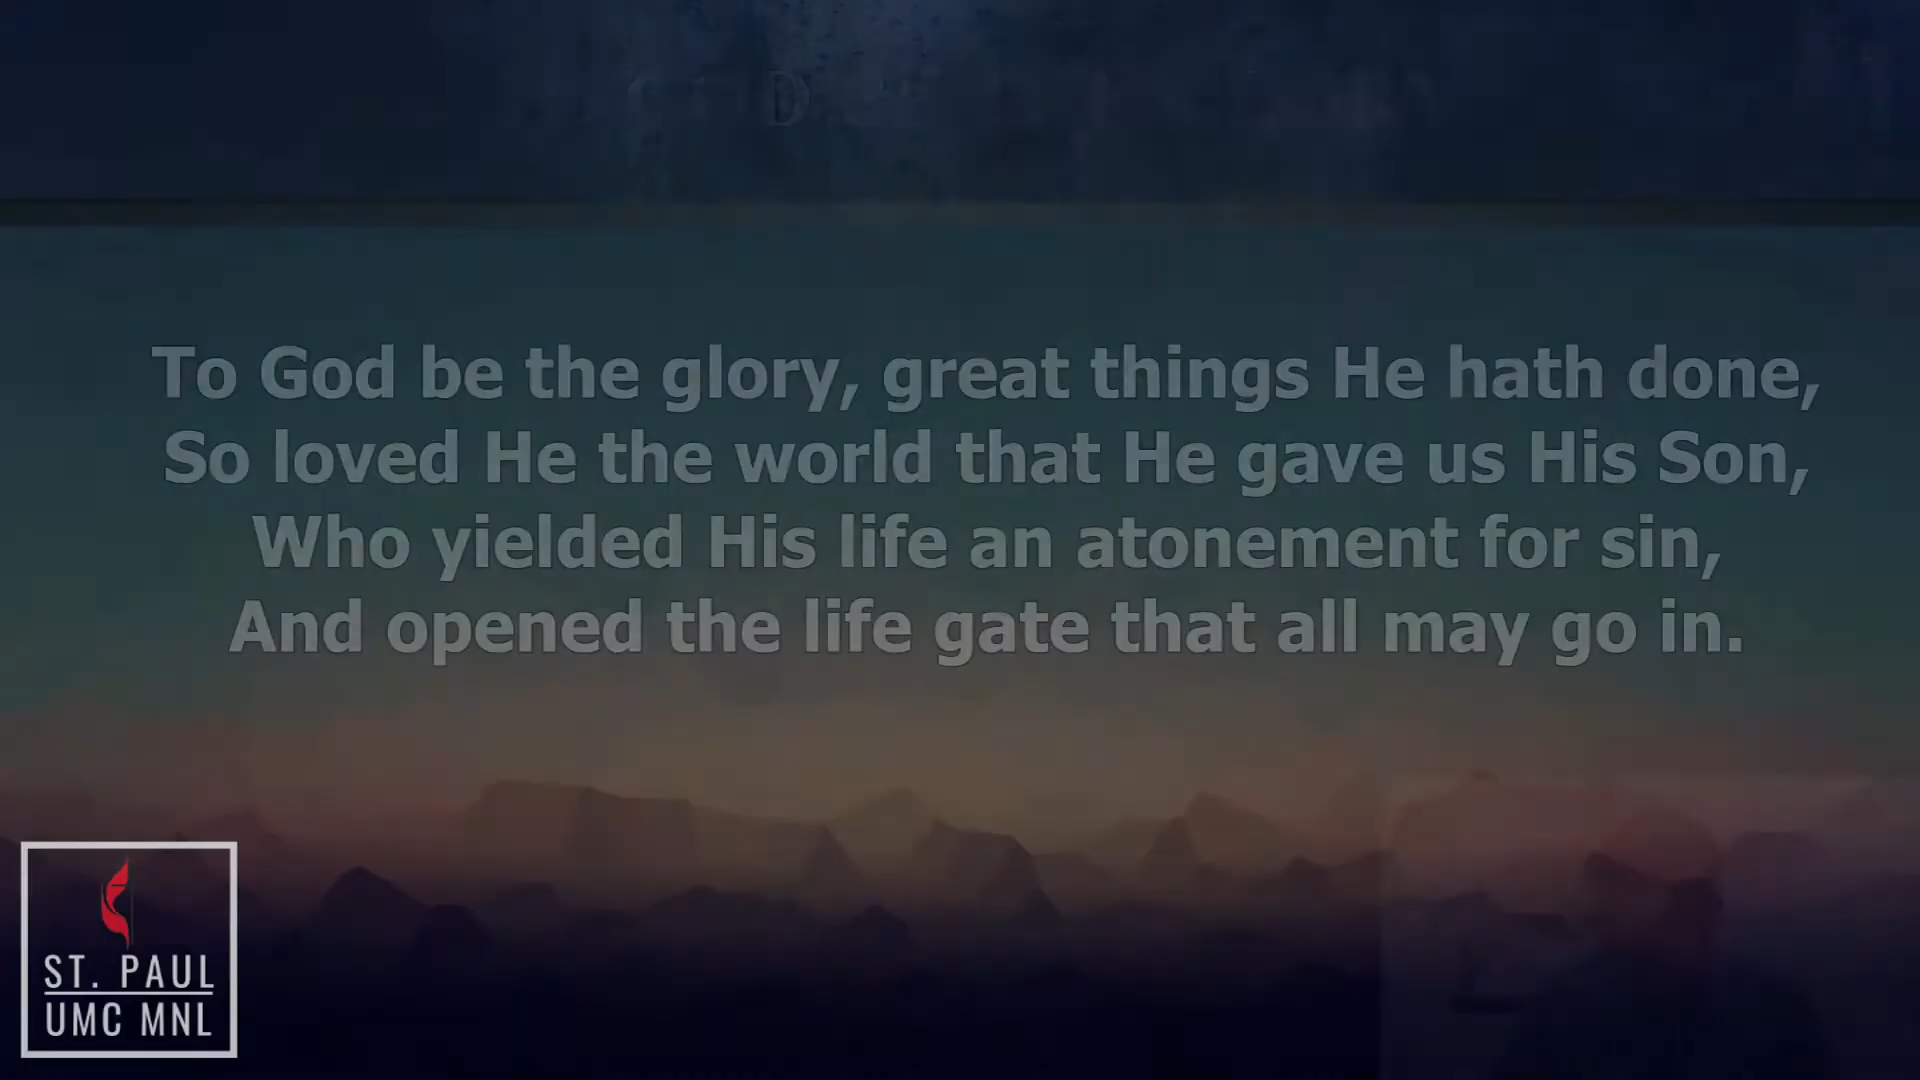 To God be the glory, great things He hath done,
So loved He the world that He gave us His Son,
Who yielded His life an atonement for sin,
And opened the life gate that all may go in.
ST. PAUL
UMC MNL